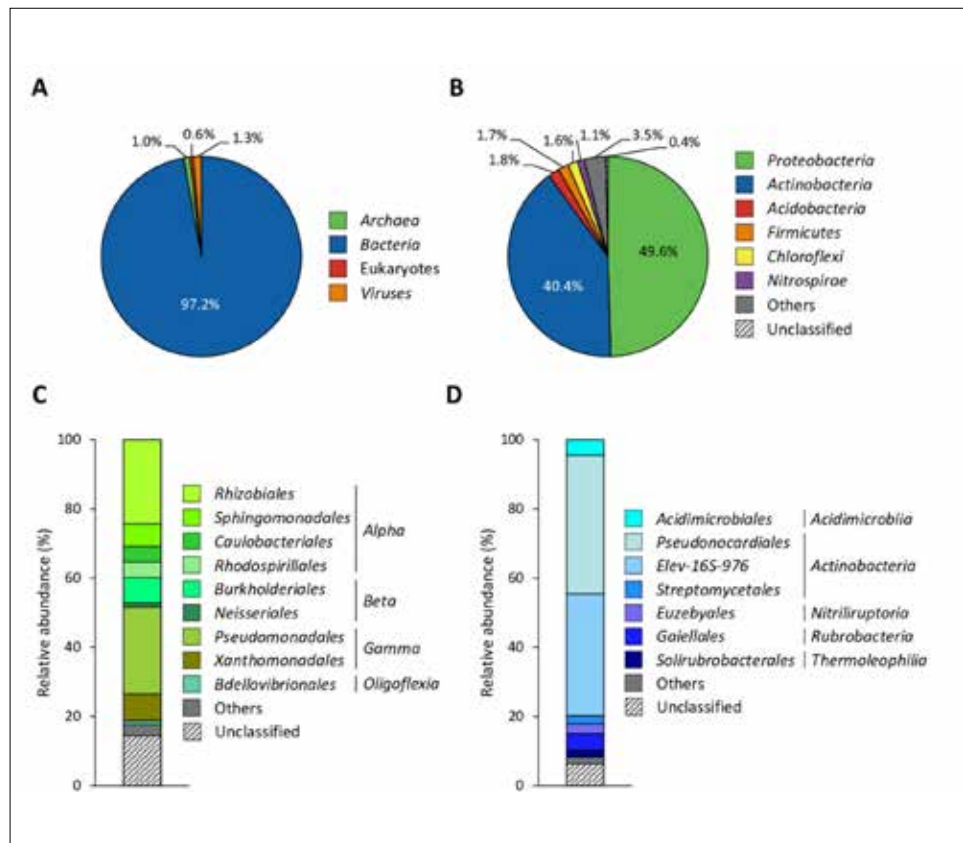 A
1.0%
0.6%
1.3%
97.2%
Archaea
Bacteria
Eukaryotes
Viruses
B
1.7%
1.8%
1.6%
1.1%
3.5%
0.4%
49.6%
40.4%
Proteobacteria
Actinobacteria
Acidobacteria
Firmicutes
Chloroflexi
Nitrospirae
Others
Unclassified
C
Relative abundance (%)
100
80
60
40
20
0
Rhizobiales
Sphingomonadales
Caulobacteriales
Rhodospirillales
Alpha
Burkholderiales
Neisseriales
Beta
Pseudomonadales
Xanthomonadales
Gamma
Bdellovibrionales
Oligoflexia
Others
Unclassified
D
Relative abundance (%)
100
80
60
40
20
0
Acidimicrobiales
Acidimicrobiia
Pseudonocardiales
Elev-16S-976
Streptomycetales
Actinobacteria
Euzebyales
Nitriliruptoria
Gaiellales
Rubrobacteria
Solirubrobacterales
Thermoleophilia
Others
Unclassified